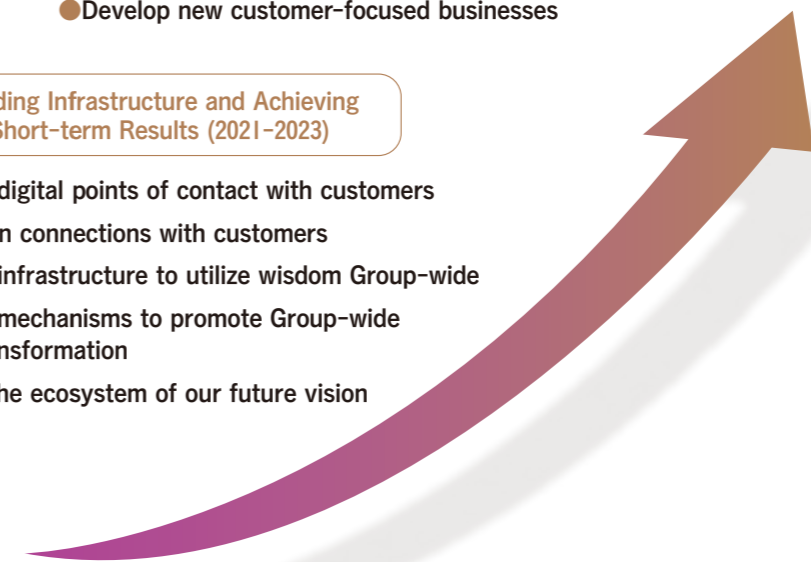 Develop new customer-focused businesses
ding Infrastructure and Achieving
Short-term Results (2021-2023)
digital points of contact with customers
n connections with customers
infrastructure to utilize wisdom Group-wide
mechanisms to promote Group-wide
nsformation
he ecosystem of our future vision